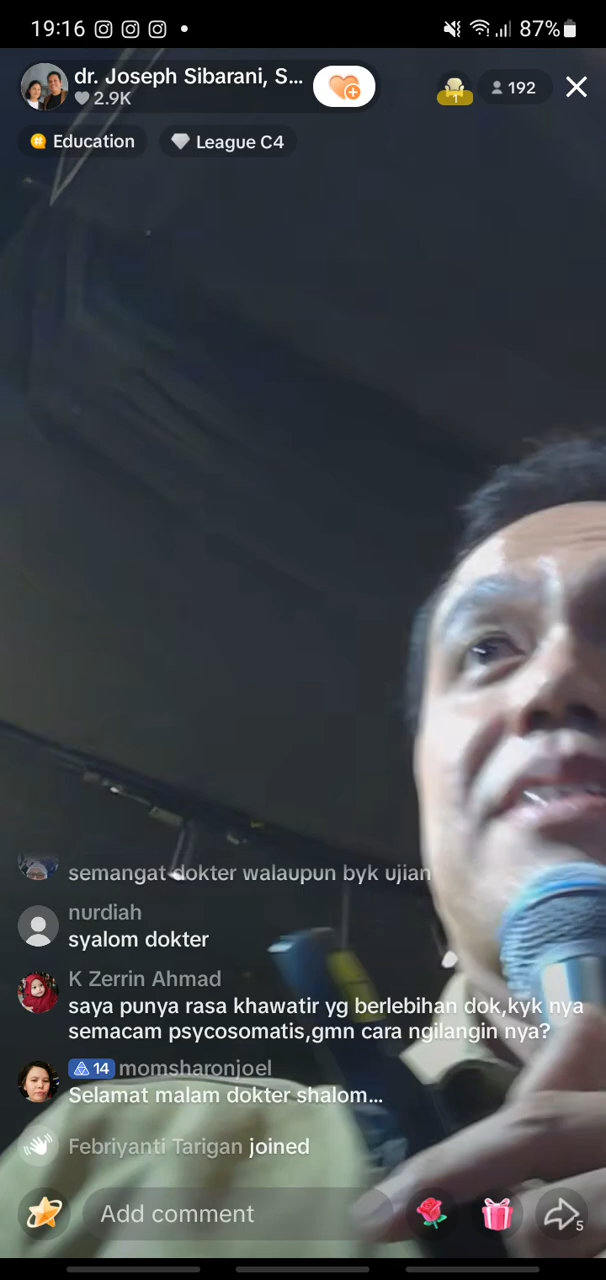 19:16
87%
dr. Joseph Sibarani, S...
2.9K
192
Education
League C4
semangat dokter walaupun byk ujian
nurdiah
syalom dokter
K Zerrin Ahmad
saya punya rasa khawatir yg berlebihan dok,kyk nya
semacam psycosomatis,gmn cara ngilangin nya?
14 momsharonjoel
Selamat malam dokter shalom...
Febriyanti Tarigan joined
Add comment
5